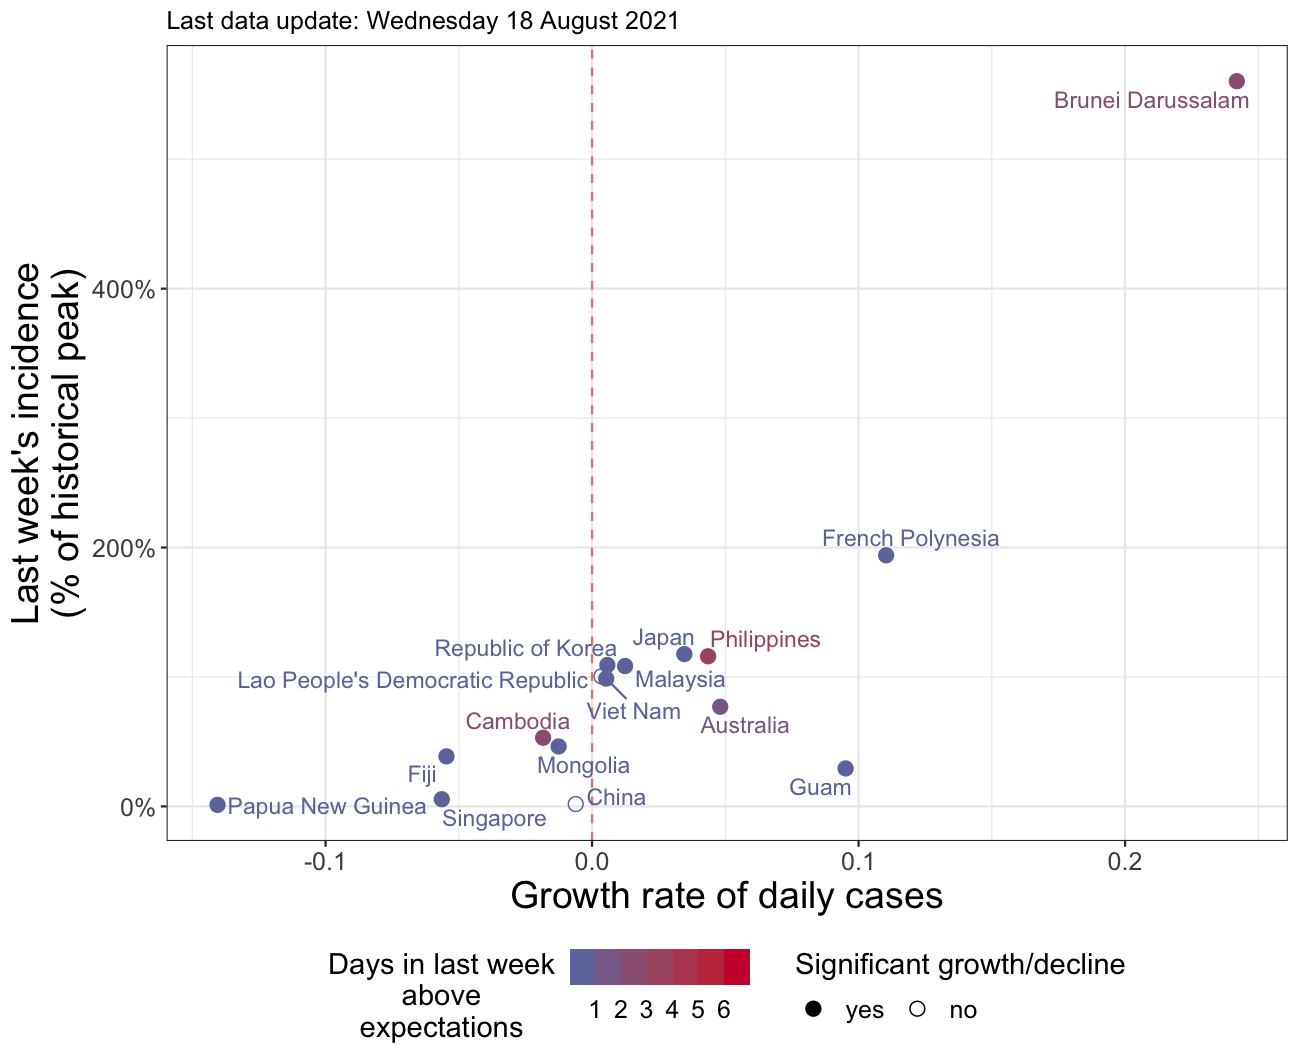 Last data update: Wednesday 18 August 2021
Brunei Darussalam
Last week's incidence
(% of historical peak)
400%
French Polynesia
200%
Japan
Philippines
Republic of Korea
Lao People's Democratic Republic
Malaysia
Viet Nam
Cambodia
Australia
Mongolia
Fiji
Guam
China
0%
Papua New Guinea
Singapore
-0.1 0.0 0.1 0.2
Growth rate of daily cases
Days in last week
above
expectations
1 2 3 4 5 6
Significant growth/decline
yes no